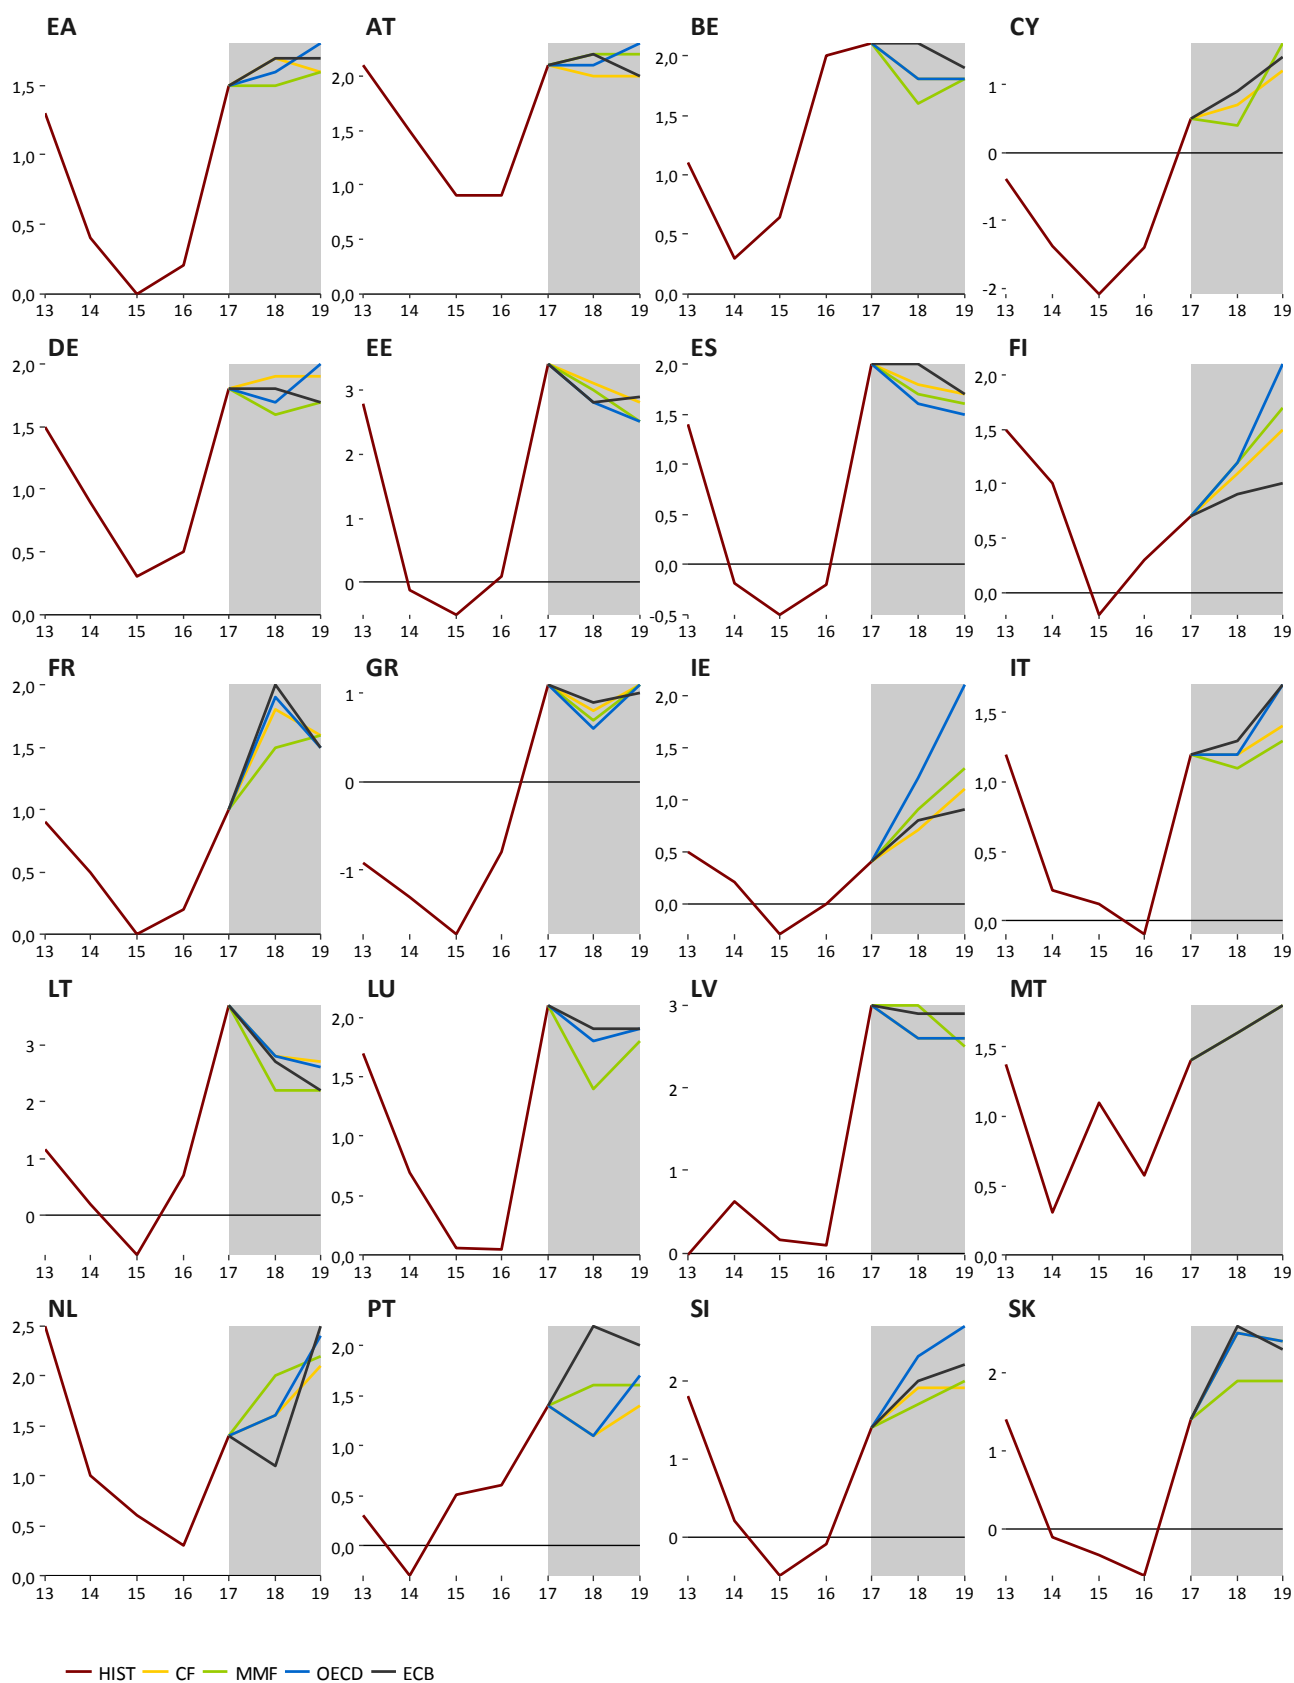 EA AT BE CY
1,5 2,0 2,0 1
1,0 1,5 1,5 0
0,5 1,0 1,0 -1
0,0 0,5 0,5 -2
0,0 0,0
13 14 15 16 17 18 19 13 14 15 16 17 18 19 13 14 15 16 17 18 19 13 14 15 16 17 18 19
DE EE ES FI
2,0 3 2,0 2,0
1,5 2 1,5 1,5
1,0 1 1,0 1,0
0,5 0 0,5 0,5
0,0 0,0 0,0
-0,5
13 14 15 16 17 18 19 13 14 15 16 17 18 19 13 14 15 16 17 18 19 13 14 15 16 17 18 19
FR GR IE IT
2,0 1 2,0 1,5
1,5 0 1,5 1,0
1,0 -1 1,0 0,5
0,5 0,5 0,0
0,0 0,0
13 14 15 16 17 18 19 13 14 15 16 17 18 19 13 14 15 16 17 18 19 13 14 15 16 17 18 19
LT LU LV MT
3 2,0 3 1,5
2 1,5 2 1,0
1 1,0 1 0,5
0 0,5 0 0,0
0,0
13 14 15 16 17 18 19 13 14 15 16 17 18 19 13 14 15 16 17 18 19 13 14 15 16 17 18 19
NL PT SI SK
2,5 2,0 2 2
2,0 1,5 1 1
1,5 1,0 0 0
1,0 0,5
0,5 0,0
0,0
13 14 15 16 17 18 19 13 14 15 16 17 18 19 13 14 15 16 17 18 19 13 14 15 16 17 18 19
HIST CF MMF OECD ECB